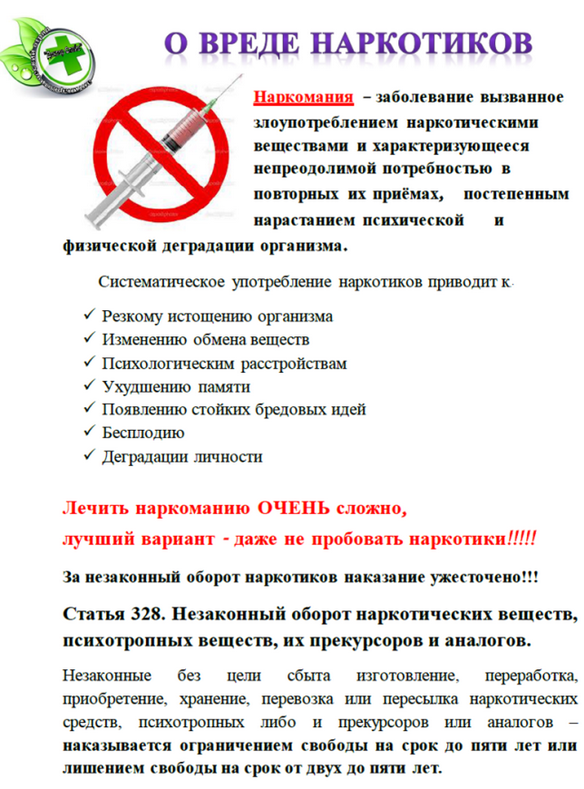 О ВРЕДЕ НАРКОТИКОВ
Наркомания – заболевание вызванное
злоупотреблением наркотическими
веществами и характеризующееся
непреодолимой потребностью в
повторных их приёмах, постепенным
нарастанием психической и
физической деградации организма.
Систематическое употребление наркотиков приводит к
✓ Резкому истощению организма
✓ Изменению обмена веществ
✓ Психологическим расстройствам
✓ Ухудшению памяти
✓ Появлению стойких бредовых идей
✓ Бесплодию
✓ Деградации личности
Лечить наркоманию ОЧЕНЬ сложно,
лучший вариант - даже не пробовать наркотики!!!!!
За незаконный оборот наркотиков наказание ужесточено!!!
Статья 328. Незаконный оборот наркотических веществ,
психотропных веществ, их прекурсоров и аналогов.
Незаконные без цели сбыта изготовление, переработка,
приобретение, хранение, перевозка или пересылка наркотических
средств, психотропных либо и прекурсоров или аналогов –
наказывается ограничением свободы на срок до пяти лет или
лишением свободы на срок от двух до пяти лет.